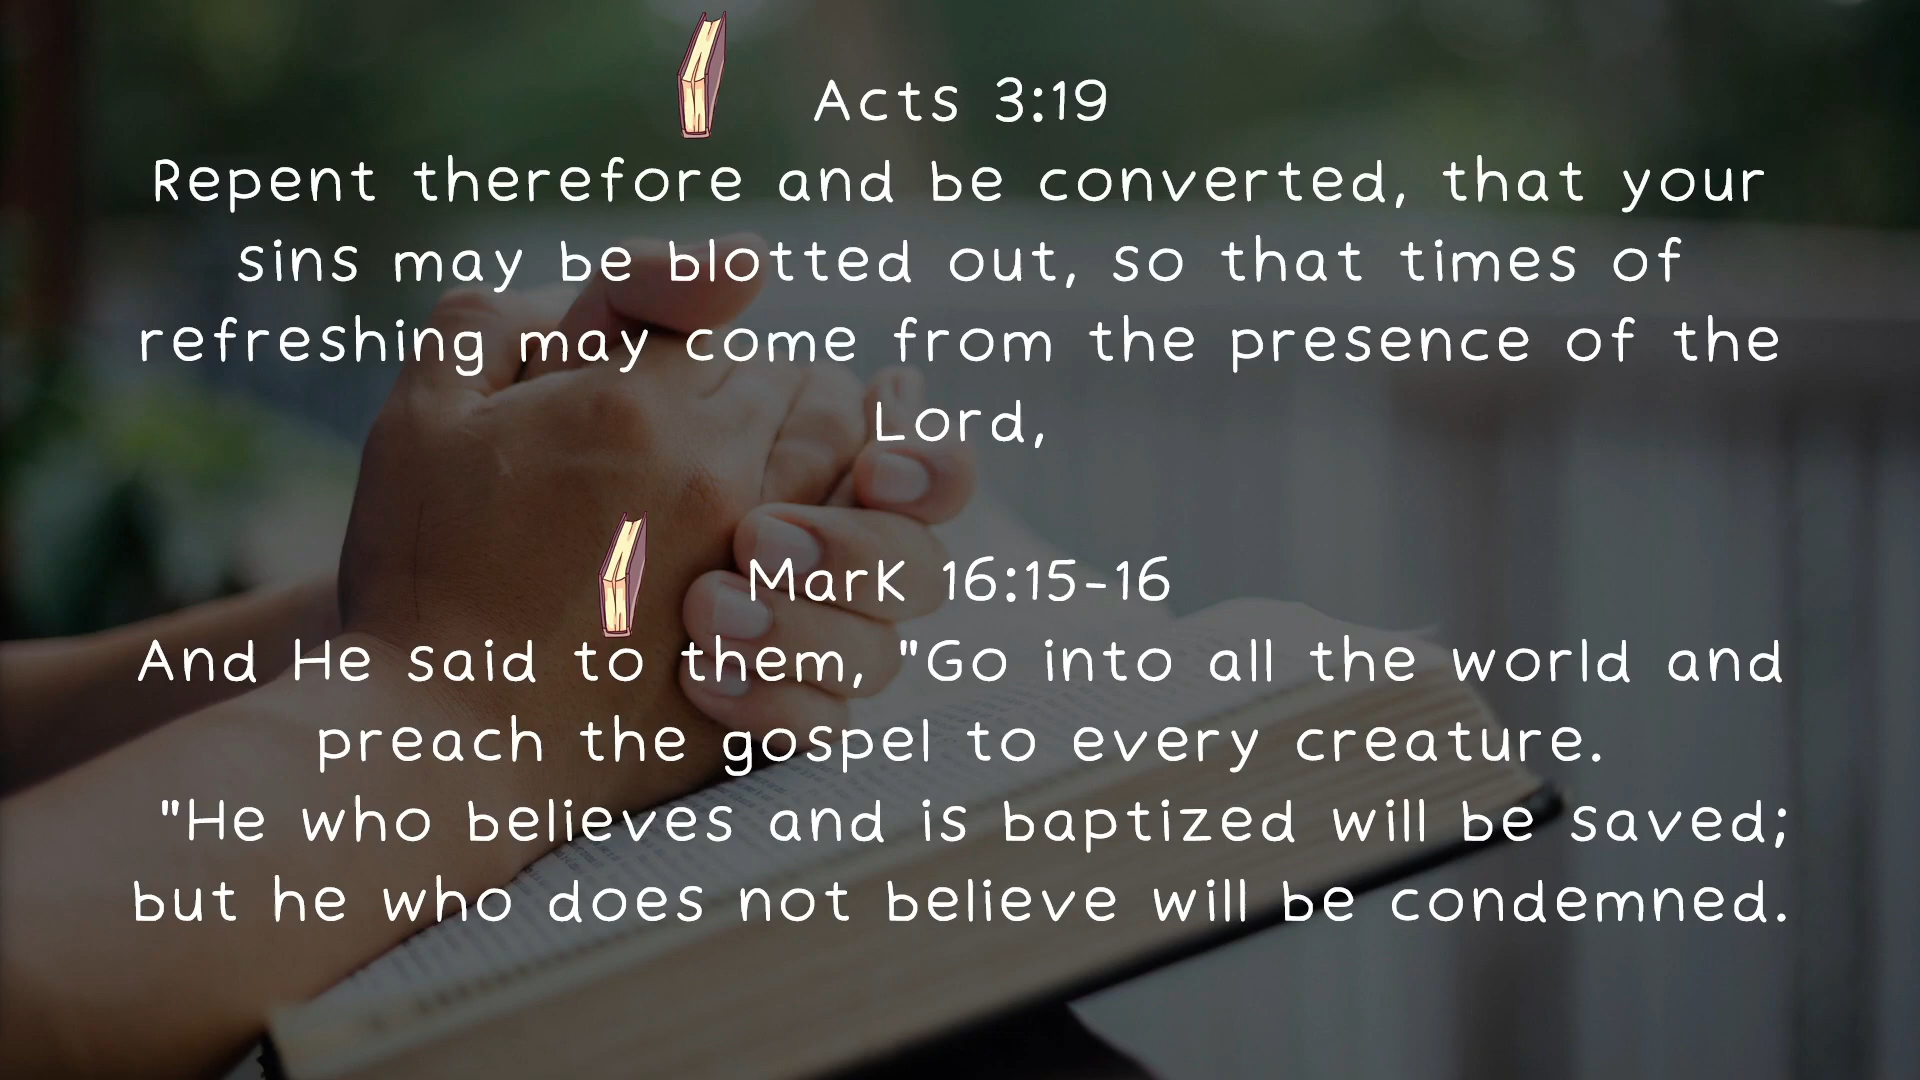 Acts 3:19
Repent therefore and be converted, that your
sins may be blotted out, so that times of
refreshing may come from the presence of the
Lord,
Mark 16:15-16
And He said to them, "Go into all the world and
preach the gospel to every creature.
"He who believes and is baptized will be saved;
but he who does not believe will be condemned.